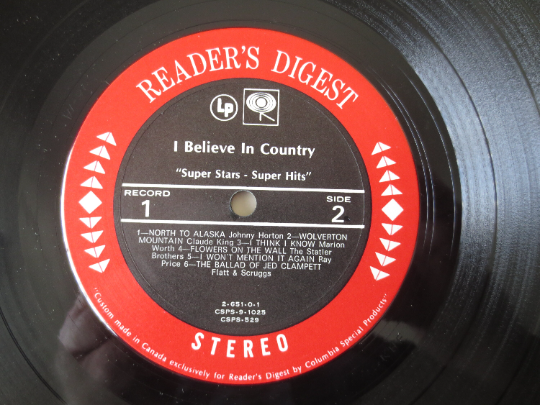 READER'S DIGEST
Lp
I Believe In Country
"Super Stars - Super Hits"
RECORD SIDE
1 2
1—NORTH TO ALASKA Johnny Horton 2—WOLVERTON
MOUNTAIN Claude King 3—I THINK I KNOW Marion
Worth 4—FLOWERS ON THE WALL The Statler
Brothers 5—I WON'T MENTION IT AGAIN Ray
Price 6—THE BALLAD OF JED CLAMPETT
Flatt & Scruggs
2-651-0-1
CSPS-9-1025
CSPS-529
STEREO
"Custom made in Canada exclusively for Reader's Digest by Columbia Special Products"